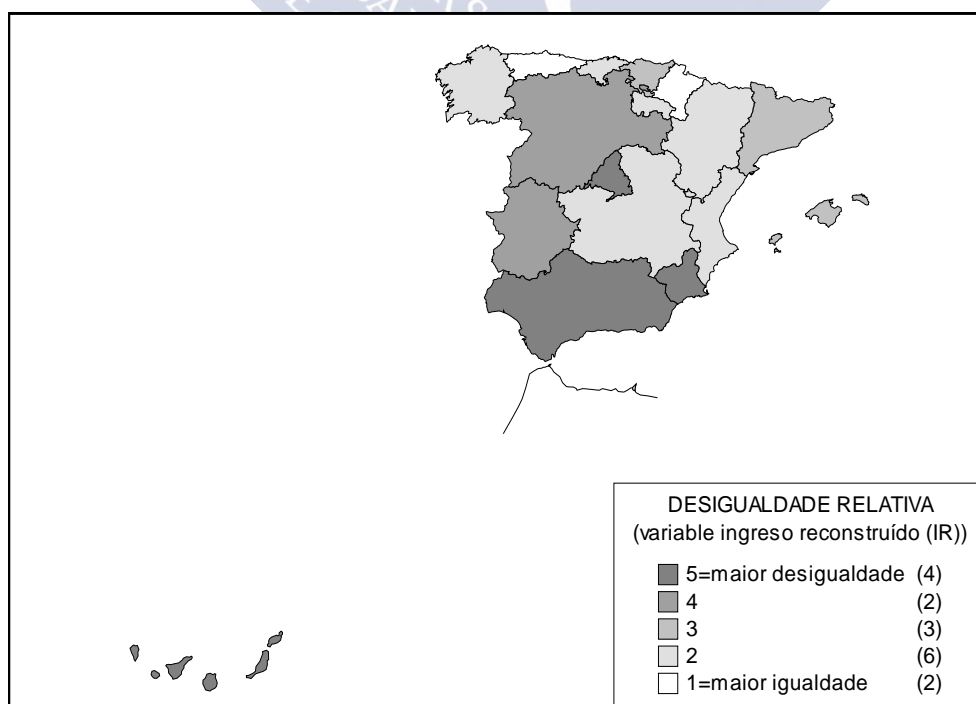 DESIGUALDADE RELATIVA
(variable ingreso reconstruído (IR))
5=maior desigualdade (4)
4 (2)
3 (3)
2 (6)
1=maior igualdade (2)